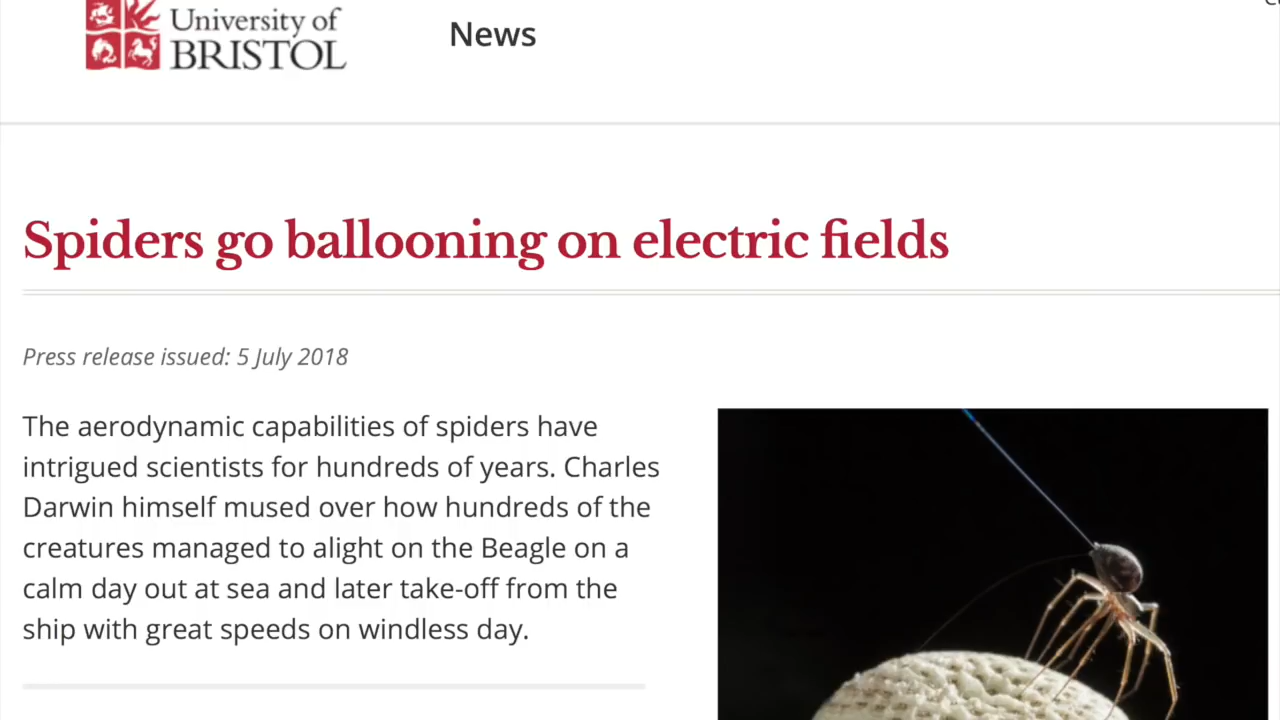 University of
BRISTOL
News
Spiders go ballooning on electric fields
Press release issued: 5 July 2018
The aerodynamic capabilities of spiders have
intrigued scientists for hundreds of years. Charles
Darwin himself mused over how hundreds of the
creatures managed to alight on the Beagle on a
calm day out at sea and later take-off from the
ship with great speeds on windless day.